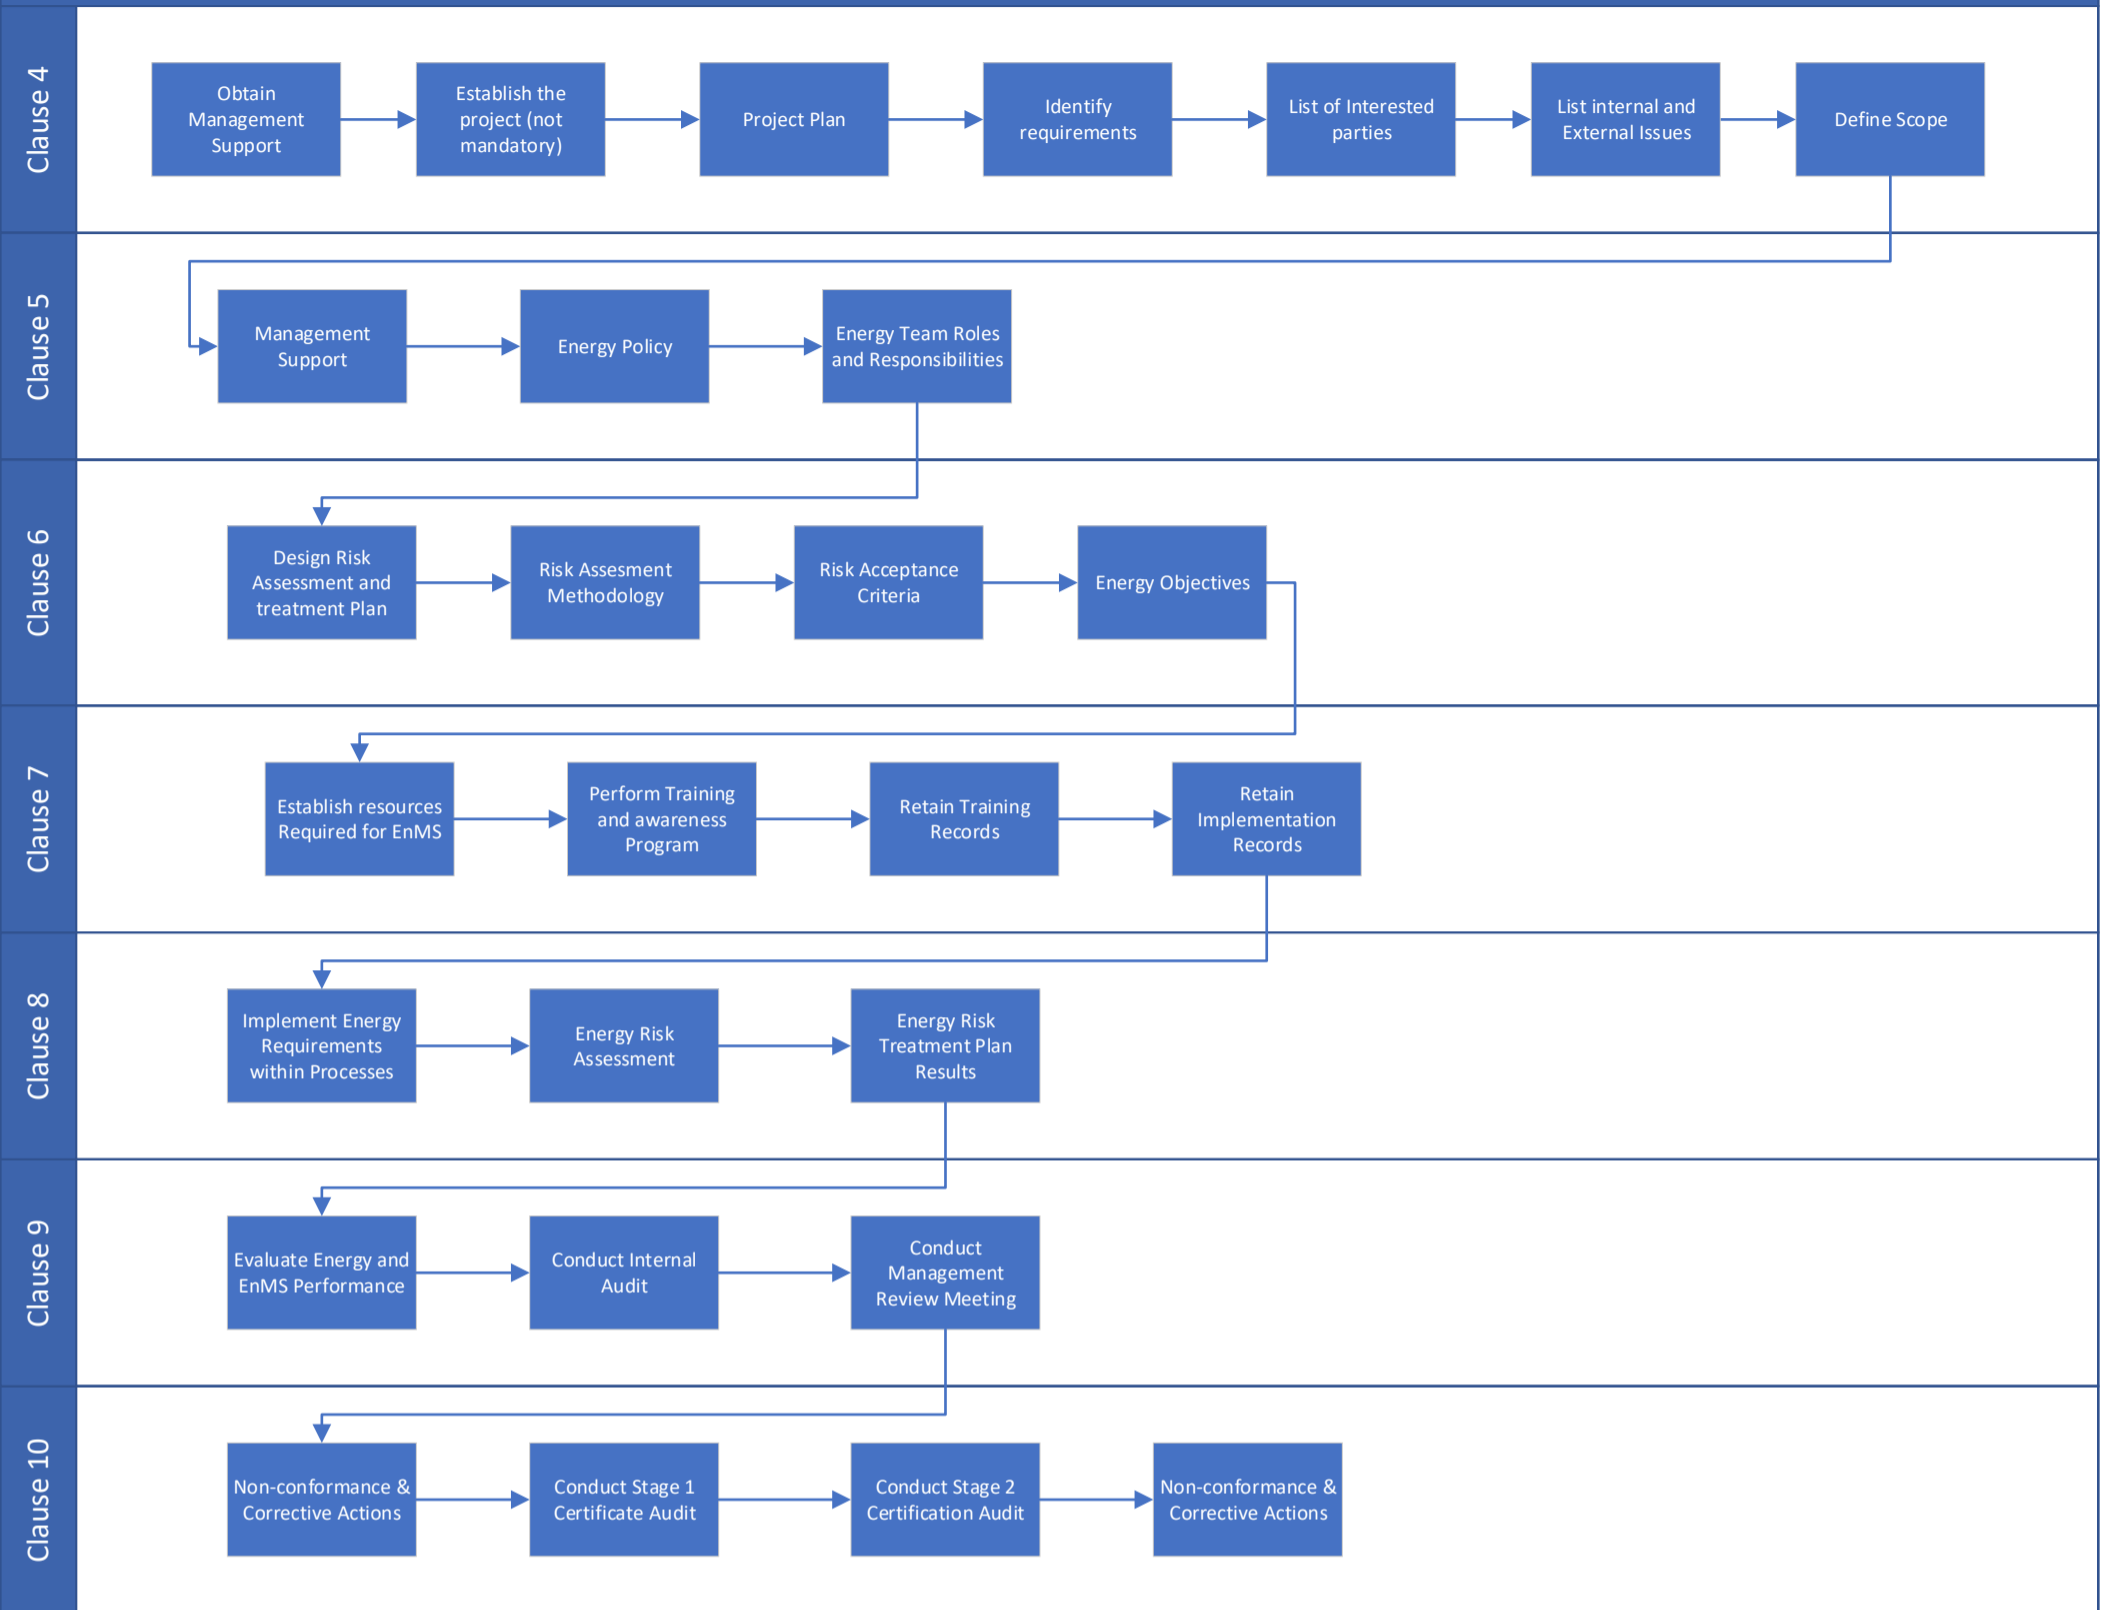 Clause 4
Obtain
Management
Support
Establish the
project (not
mandatory)
Project Plan
Identify
requirements
List of Interested
parties
List internal and
External Issues
Define Scope
Clause 5
Management
Support
Energy Policy
Energy Team Roles
and Responsibilities
Clause 6
Design Risk
Assessment and
treatment Plan
Risk Assesment
Methodology
Risk Acceptance
Criteria
Energy Objectives
Clause 7
Establish resources
Required for EnMS
Perform Training
and awareness
Program
Retain Training
Records
Retain
Implementation
Records
Clause 8
Implement Energy
Requirements
within Processes
Energy Risk
Assessment
Energy Risk
Treatment Plan
Results
Clause 9
Evaluate Energy and
EnMS Performance
Conduct Internal
Audit
Conduct
Management
Review Meeting
Clause 10
Non-conformance &
Corrective Actions
Conduct Stage 1
Certificate Audit
Conduct Stage 2
Certification Audit
Non-conformance &
Corrective Actions